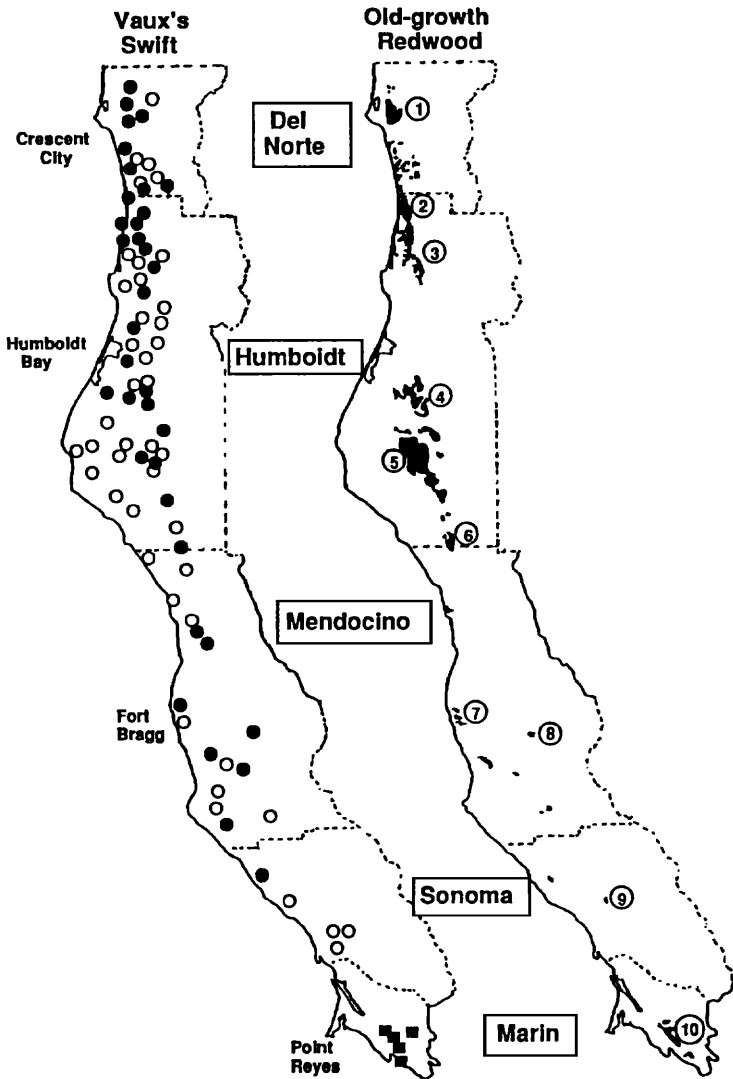 Vaux's
Swift
Old-growth
Redwood
Crescent
City
Del
Norte
1
2
3
Humboldt
Bay
Humboldt
4
5
6
Mendocino
Fort
Bragg
7
8
Sonoma
9
Point
Reyes
Marin
10